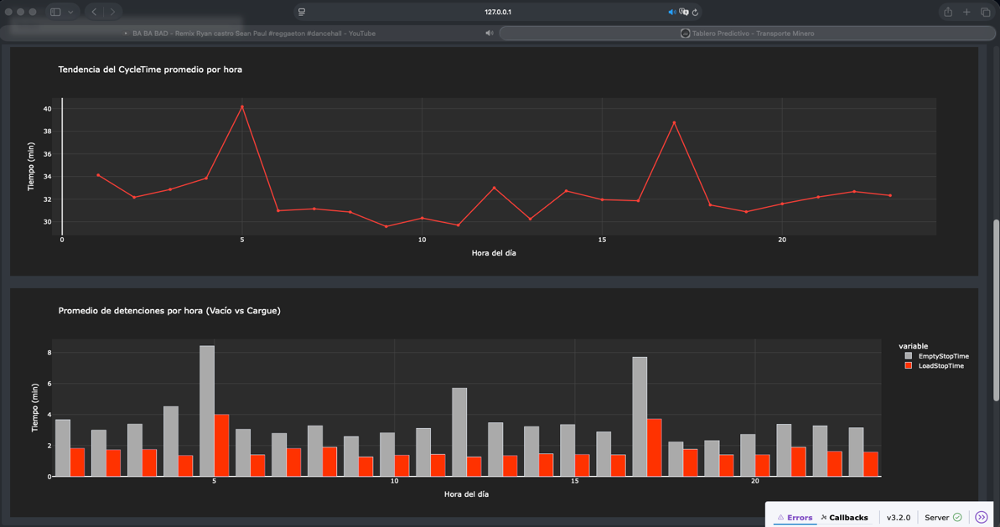 127.0.0.1
• BA BA BAD - Remix Ryan castro Sean Paul #reggaeton #dancehall - YouTube
Tablero Predictivo - Transporte Minero
Tendencia del CycleTime promedio por hora
40
38
36
34
32
30
Tiempo (min)
0 5 10 15 20
Hora del día
Promedio de detenciones por hora (Vacío vs Cargue)
variable
EmptyStopTime
LoadStopTime
8
6
4
2
0
Tiempo (min)
5 10 15 20
Hora del día
Errors Callbacks v3.2.0 Server